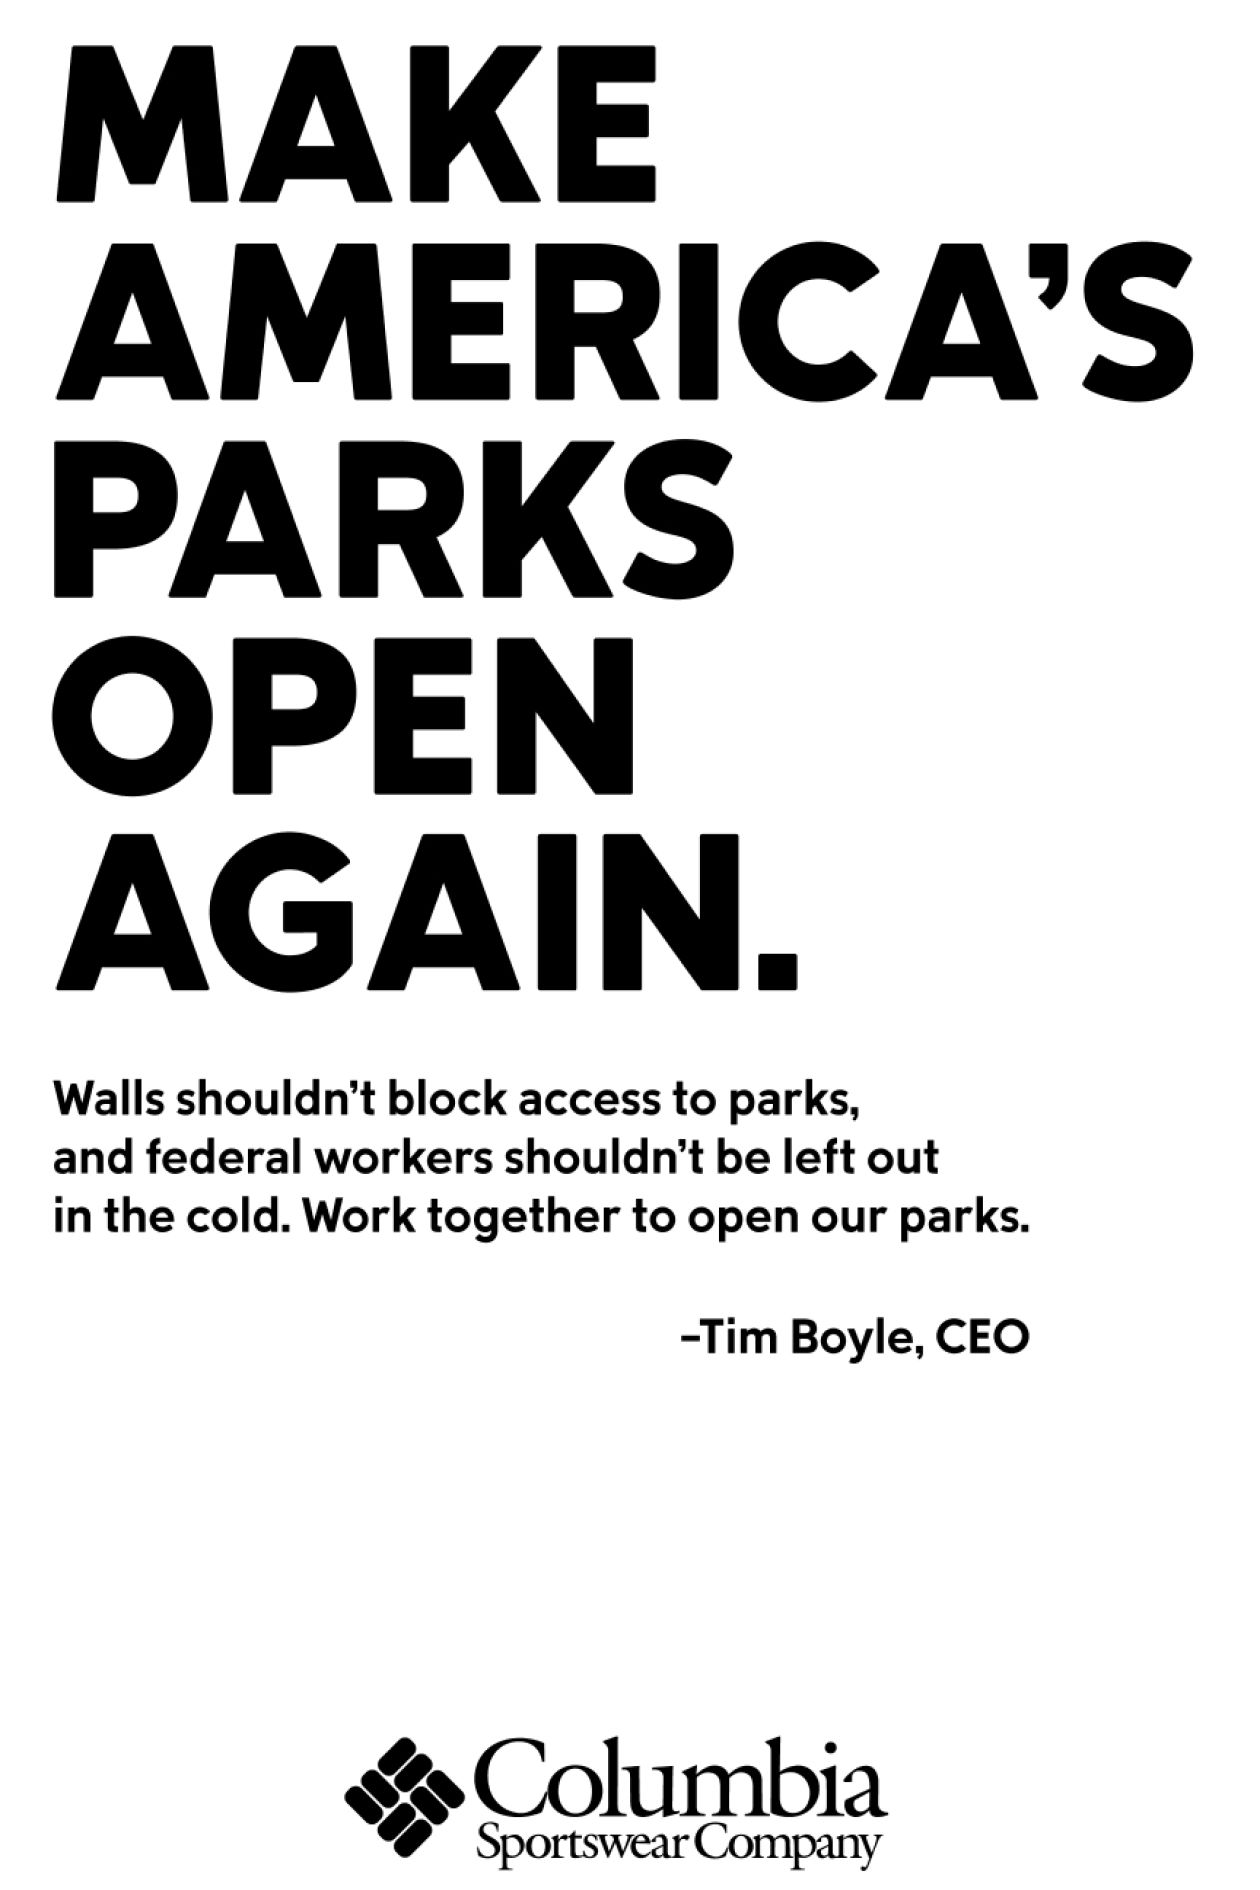 MAKE
AMERICA’S
PARKS
OPEN
AGAIN.
Walls shouldn’t block access to parks,
and federal workers shouldn’t be left out
in the cold. Work together to open our parks.
–Tim Boyle, CEO
Columbia
Sportswear Company